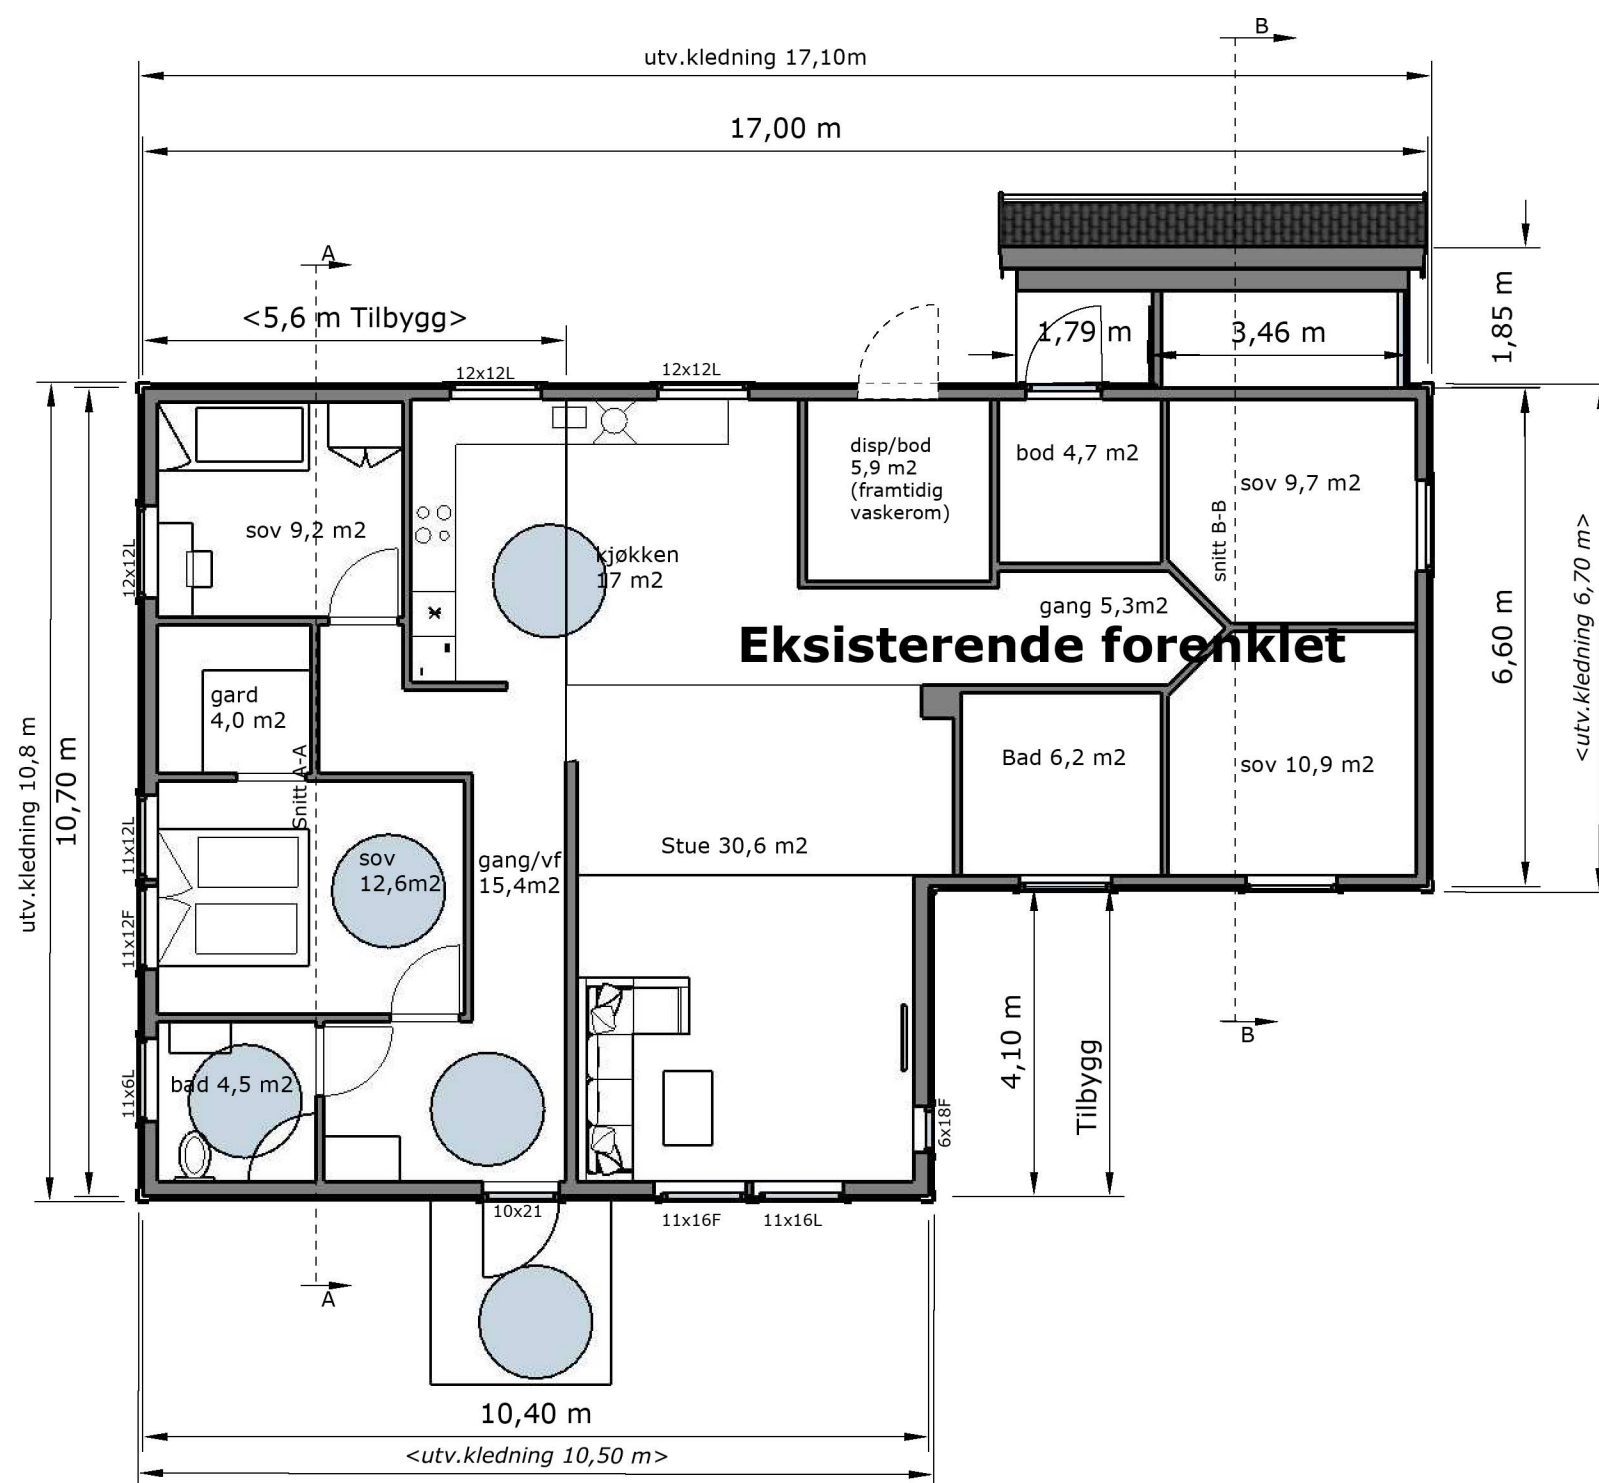 B
utv.kledning 17,10m
17,00 m
A
<5,6 m Tilbygg>
1,85 m
1,79 m
3,46 m
12x12L
12x12L
disp/bod
5,9 m2
(framtidig
vaskerom)
bod 4,7 m2
sov 9,7 m2
snitt B-B
sov 9,2 m2
12x12L
kjøkken
17 m2
gang 5,3m2
Eksisterende forenklet
6,60 m
<utv.kledning 6,70 m>
gard
4,0 m2
utv.kledning 10,8 m
10,70 m
Snitt A-A
Bad 6,2 m2
sov 10,9 m2
11x12L
Stue 30,6 m2
sov
12,6m2
gang/vf
15,4m2
11x12F
4,10 m
Tilbygg
B
11x6L
bad 4,5 m2
6x18F
10x21
11x16F
11x16L
A
10,40 m
<utv.kledning 10,50 m>